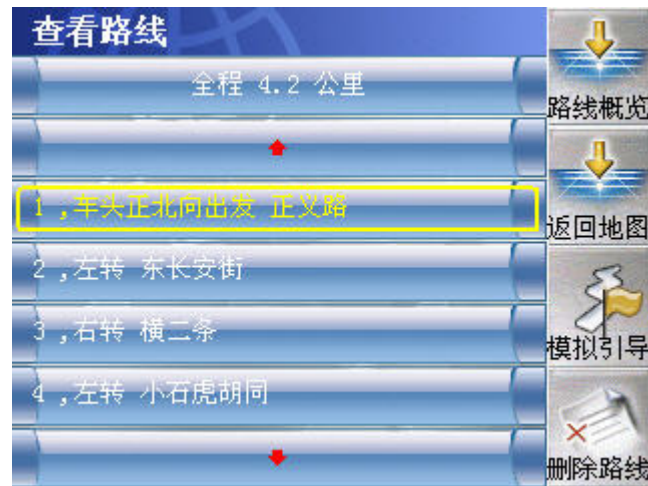 查看路线
全程 4.2 公里
路线概览
1 ,车头正北向出发 正义路
返回地图
2 ,左转 东长安街
3 ,右转 横二条
模拟引导
4 ,左转 小石虎胡同
删除路线